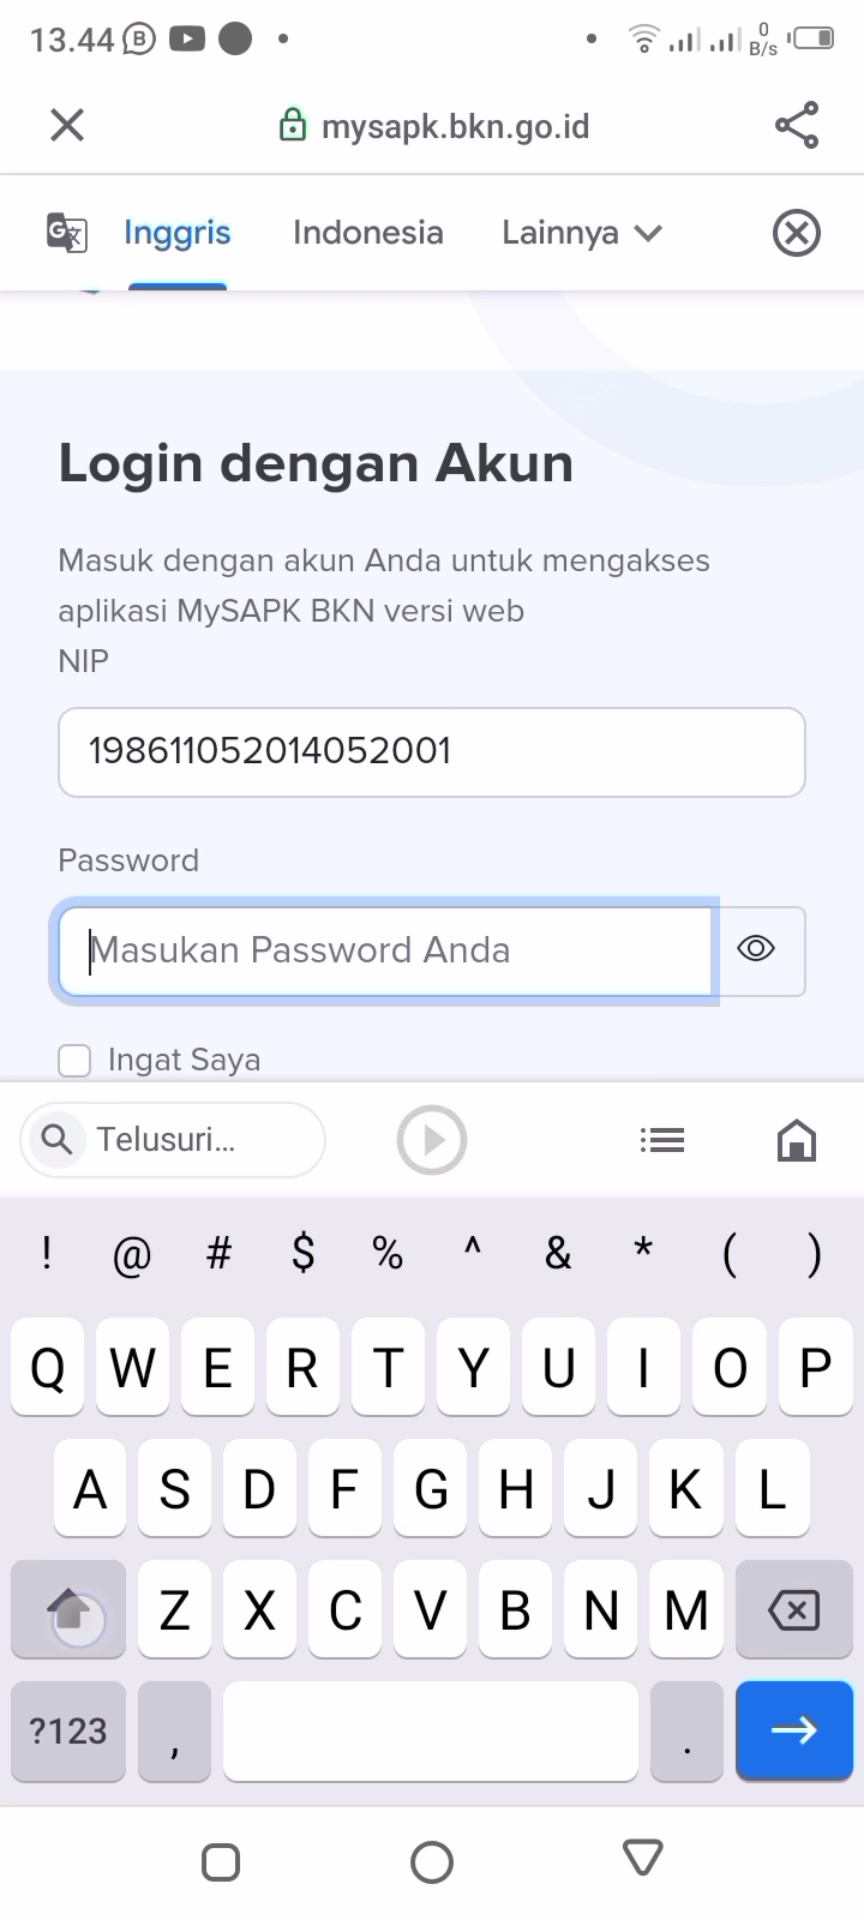 13.44
0
B/s
mysapk.bkn.go.id
Inggris Indonesia Lainnya
Login dengan Akun
Masuk dengan akun Anda untuk mengakses
aplikasi MySAPK BKN versi web
NIP
198611052014052001
Password
Masukan Password Anda
Ingat Saya
Telusuri...
! @ # $ % ^ & * ( )
Q W E R T Y U I O P
A S D F G H J K L
Z X C V B N M
?123 , .